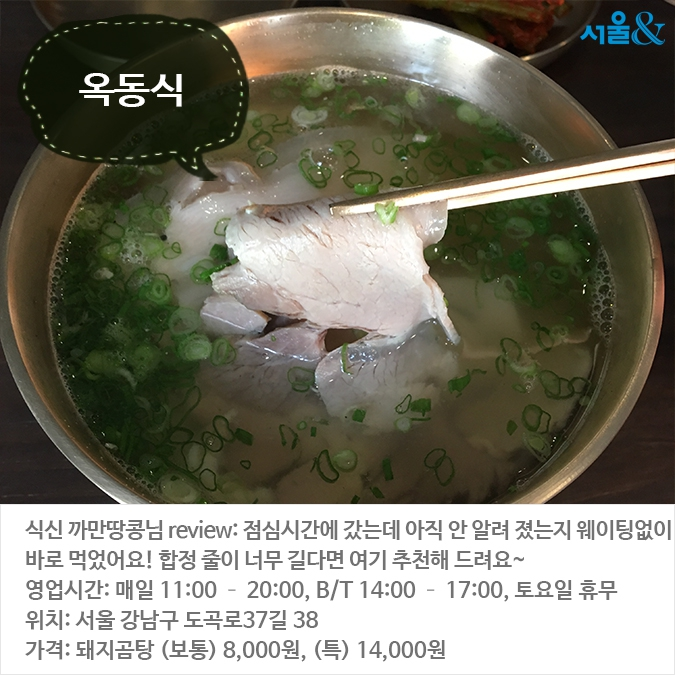 서울&
옥동식
식신 까만땅콩님 review: 점심시간에 갔는데 아직 안 알려 졌는지 웨이팅없이
바로 먹었어요! 합정 줄이 너무 길다면 여기 추천해 드려요~
영업시간: 매일 11:00 - 20:00, B/T 14:00 - 17:00, 토요일 휴무
위치: 서울 강남구 도곡로37길 38
가격: 돼지곰탕 (보통) 8,000원, (특) 14,000원